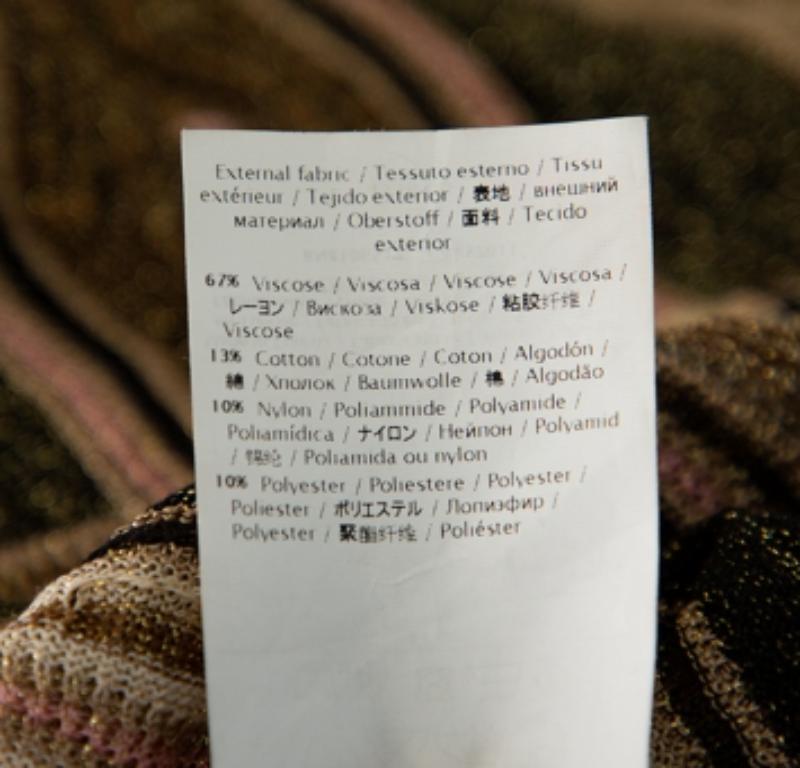 External fabric / Tessuto esterno / Tissu
extérieur / Tejido exterior / 表地 / внешний
материал / Oberstoff / 面料 / Tecido
exterior
67% Viscose / Viscosa / Viscose / Viscosa /
レーヨン / Вискоза / Viskose / 粘胶纤维 /
Viscose
13% Cotton / Cotone / Coton / Algodón /
綿 / Хлопок / Baumwolle / 棉 / Algodão
10% Nylon / Poliammide / Polyamide /
Poliamídica / ナイロン / Нейлон / Polyamid
/ 锦纶 / Poliamida ou nylon
10% Polyester / Poliestere / Polyester /
Poliester / ポリエステル / Полиэфир /
Polyester / 聚酯纤维 / Poliéster